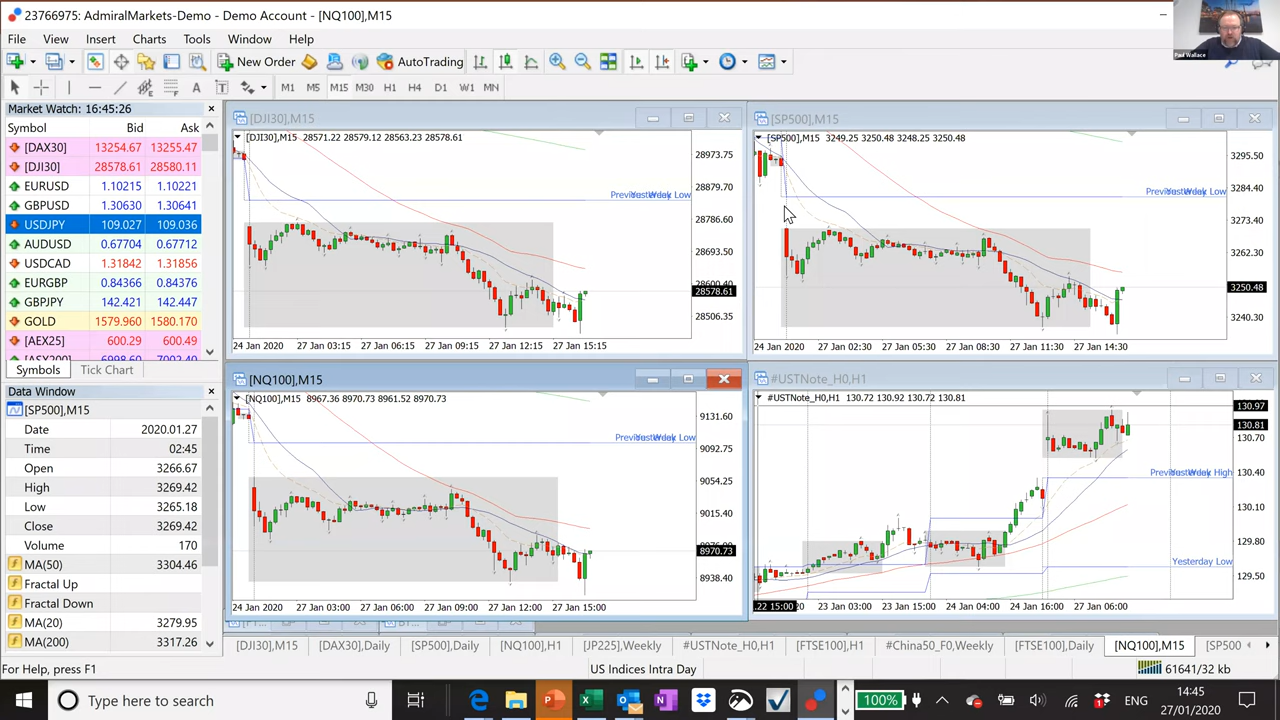 23766975: AdmiralMarkets-Demo - Demo Account - [NQ100],M15
Paul Wallace
File View Insert Charts Tools Window Help
New Order AutoTrading
A T M1 M5 M15 M30 H1 H4 D1 W1 MN
Market Watch: 16:45:26
Symbol Bid Ask
[DAX30] 13254.67 13255.47
[DJI30] 28578.61 28580.11
EURUSD 1.10215 1.10221
GBPUSD 1.30630 1.30641
USDJPY 109.027 109.036
AUDUSD 0.67704 0.67712
USDCAD 1.31842 1.31856
EURGBP 0.84366 0.84376
GBPJPY 142.421 142.447
GOLD 1579.960 1580.170
[AEX25] 600.29 600.49
[ASX200] 6998.60 7002.40
Symbols Tick Chart
Data Window
[SP500],M15
Date 2020.01.27
Time 02:45
Open 3266.67
High 3269.42
Low 3265.18
Close 3269.42
Volume 170
MA(50) 3304.46
Fractal Up
Fractal Down
MA(20) 3279.95
MA(200) 3317.26
[DJI30],M15
[DJI30],M15 28571.22 28579.12 28563.23 28578.61
28973.75
28879.70
28786.60
28693.50
28600.40
28578.61
28506.35
24 Jan 2020 27 Jan 03:15 27 Jan 06:15 27 Jan 09:15 27 Jan 12:15 27 Jan 15:15
[SP500],M15
[SP500],M15 3249.25 3250.48 3248.25 3250.48
3295.50
3284.40
Previous Week Low
3273.40
3262.30
3250.48
3240.30
24 Jan 2020 27 Jan 02:30 27 Jan 05:30 27 Jan 08:30 27 Jan 11:30 27 Jan 14:30
[NQ100],M15
[NQ100],M15 8967.36 8970.73 8961.52 8970.73
9131.60
9092.75
9054.25
9015.40
8970.73
8938.40
24 Jan 2020 27 Jan 03:00 27 Jan 06:00 27 Jan 09:00 27 Jan 12:00 27 Jan 15:00
#USTNote_H0,H1
#USTNote_H0,H1 130.72 130.92 130.72 130.81
130.97
130.81
130.70
130.40
Yesterday High
130.10
129.80
Yesterday Low
129.50
23 Jan 03:00 23 Jan 15:00 24 Jan 04:00 24 Jan 16:00 27 Jan 06:00
[DJI30],M15 [DAX30],Daily [SP500],Daily [NQ100],H1 [JP225],Weekly #USTNote_H0,H1 [FTSE100],H1 #China50_F0,Weekly [FTSE100],Daily [NQ100],M15 [SP500
For Help, press F1 US Indices Intra Day 61641/32 kb
Type here to search 100% ENG 14:45
27/01/2020